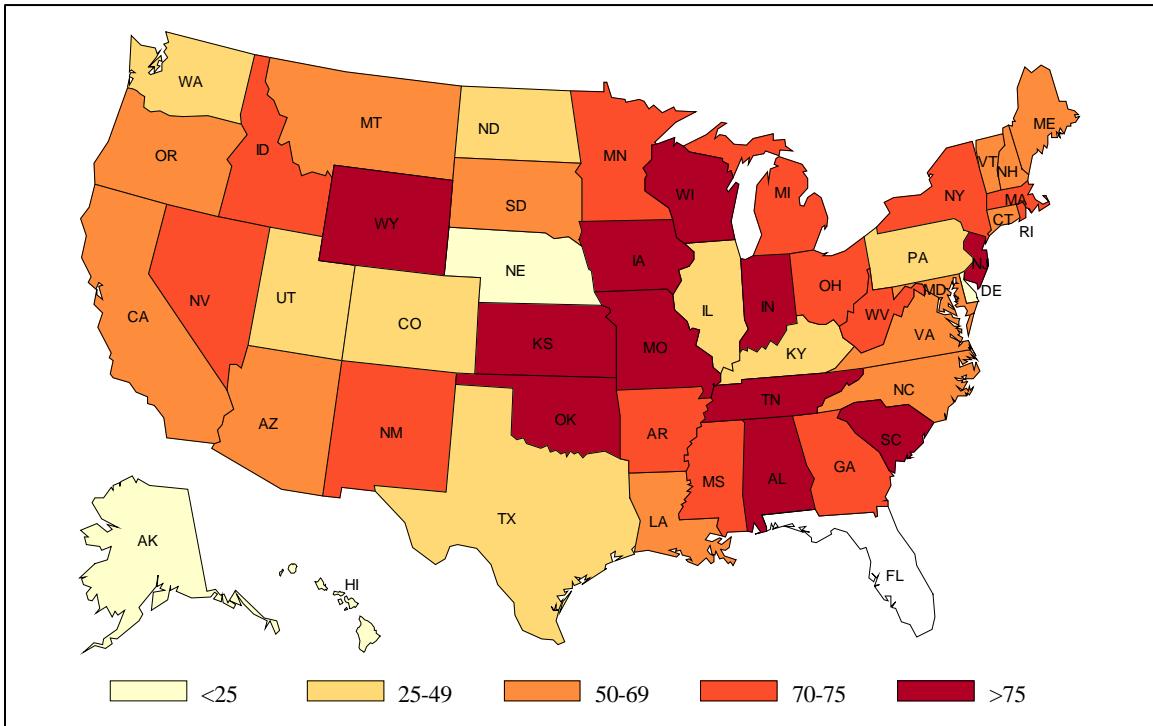 WA
ME
MT
ND
VT
OR
ID
MN
NH
WI
MI
NY
MA
SD
WY
CT
RI
PA
IA
NJ
NE
OH
MD
DE
NV
UT
IL
IN
CA
CO
WV
VA
KS
MO
KY
NC
TN
AZ
NM
OK
AR
SC
MS
AL
GA
TX
LA
AK
HI
FL
<25
25-49
50-69
70-75
>75